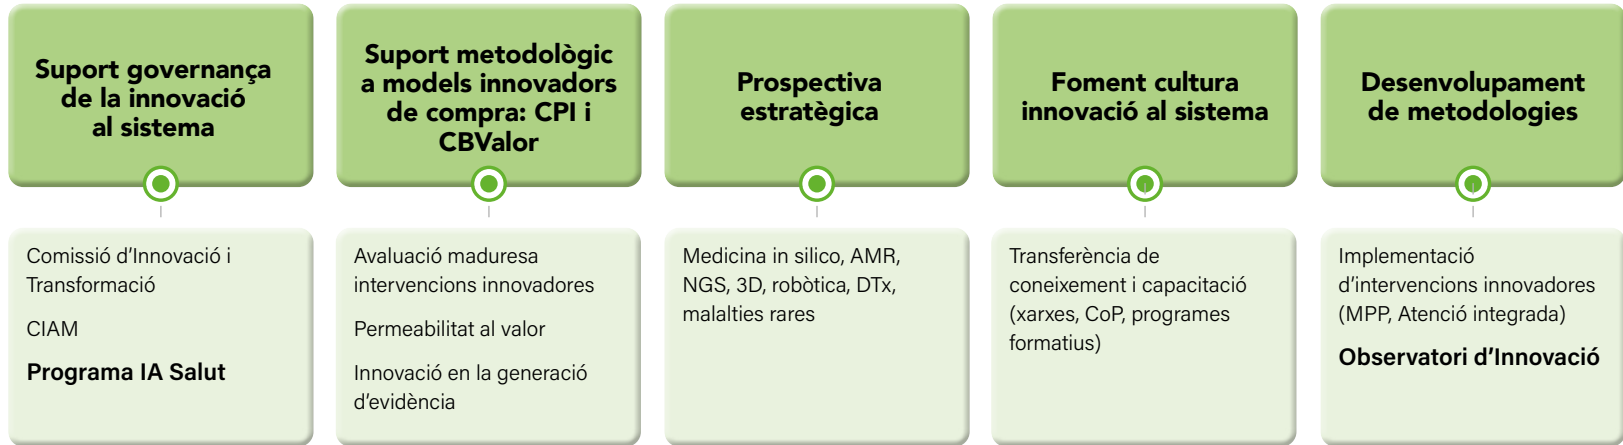 Suport governança
de la innovació
al sistema
Comissió d'Innovació i
Transformació
CIAM
Programa IA Salut
Suport metodològic
a models innovadors
de compra: CPI i
CBValor
Avaluació maduresa
intervencions innovadores
Permeabilitat al valor
Innovació en la generació
d'evidència
Prospectiva
estratègica
Medicina in silico, AMR,
NGS, 3D, robòtica, DTx,
malalties rares
Foment cultura
innovació al sistema
Transferència de
coneixement i capacitació
(xarxes, CoP, programes
formatius)
Desenvolupament
de metodologies
Implementació
d'intervencions innovadores
(MPP, Atenció integrada)
Observatori d'Innovació